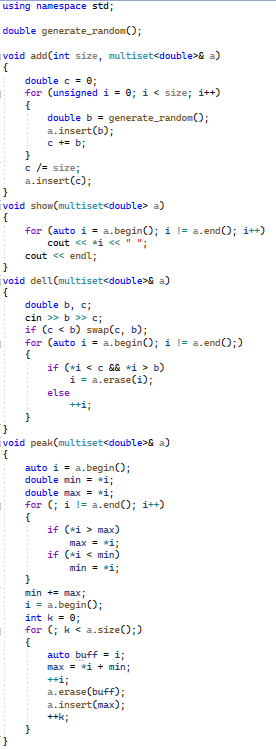 using namespace std;
double generate_random();
void add(int size, multiset<double>& a)
{
double c = 0;
for (unsigned i = 0; i < size; i++)
{
double b = generate_random();
a.insert(b);
c += b;
}
c /= size;
a.insert(c);
}
void show(multiset<double> a)
{
for (auto i = a.begin(); i != a.end(); i++)
cout << *i << " ";
cout << endl;
}
void dell(multiset<double>& a)
{
double b, c;
cin >> b >> c;
if (c < b) swap(c, b);
for (auto i = a.begin(); i != a.end();)
{
if (*i < c && *i > b)
i = a.erase(i);
else
++i;
}
}
void peak(multiset<double>& a)
{
auto i = a.begin();
double min = *i;
double max = *i;
for (; i != a.end(); i++)
{
if (*i > max)
max = *i;
if (*i < min)
min = *i;
}
min += max;
i = a.begin();
int k = 0;
for (; k < a.size();)
{
auto buff = i;
max = *i + min;
++i;
a.erase(buff);
a.insert(max);
++k;
}
}